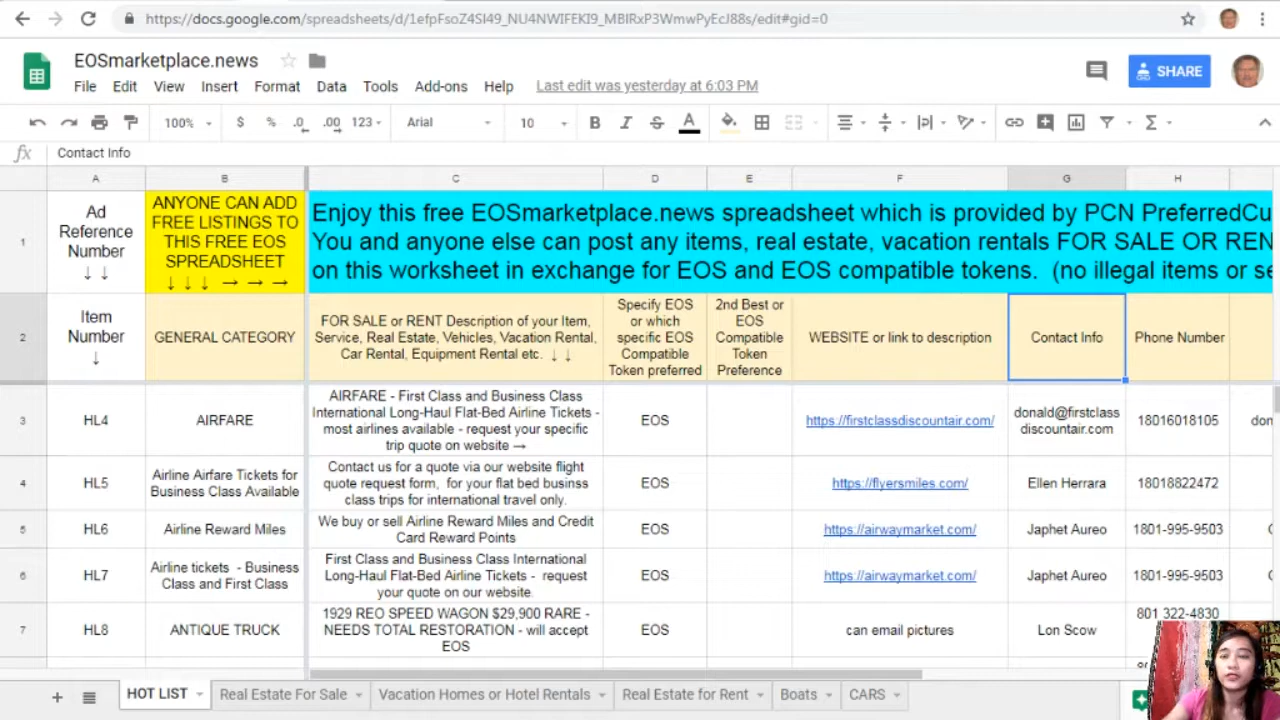 https://docs.google.com/spreadsheets/d/1efpFsoZ4SI49_NU4NWIFEKI9_MBIRxP3WmwPyEcJ88s/edit#gid=0
EOSmarketplace.news
SHARE
File Edit View Insert Format Data Tools Add-ons Help Last edit was yesterday at 6:03 PM
100% $ % .0 .00 123 Arial 10 B I S A Σ
fx Contact Info
A B C D E F G H
1
Ad
Reference
Number
↓ ↓
ANYONE CAN ADD
FREE LISTINGS TO
THIS FREE EOS
SPREADSHEET
↓ ↓ ↓ → → →
Enjoy this free EOSmarketplace.news spreadsheet which is provided by PCN PreferredCu
You and anyone else can post any items, real estate, vacation rentals FOR SALE OR REN
on this worksheet in exchange for EOS and EOS compatible tokens. (no illegal items or se
2
Item
Number
↓
GENERAL CATEGORY
FOR SALE or RENT Description of your Item,
Service, Real Estate, Vehicles, Vacation Rental,
Car Rental, Equipment Rental etc. ↓ ↓
Specify EOS
or which
specific EOS
Compatible
Token preferred
2nd Best or
EOS
Compatible
Token
Preference
WEBSITE or link to description
Contact Info
Phone Number
3
HL4
AIRFARE
AIRFARE - First Class and Business Class
International Long-Haul Flat-Bed Airline Tickets -
most airlines available - request your specific
trip quote on website →
EOS
https://firstclassdiscountair.com/
donald@firstclass
discountair.com
18016018105
don
4
HL5
Airline Airfare Tickets for
Business Class Available
Contact us for a quote via our website flight
quote request form, for your flat bed businss
class trips for international travel only.
EOS
https://flyersmiles.com/
Ellen Herrara
18018822472
5
HL6
Airline Reward Miles
We buy or sell Airline Reward Miles and Credit
Card Reward Points
EOS
https://airwaymarket.com/
Japhet Aureo
1801-995-9503
6
HL7
Airline tickets - Business
Class and First Class
First Class and Business Class International
Long-Haul Flat-Bed Airline Tickets - request
your quote on our website.
EOS
https://airwaymarket.com/
Japhet Aureo
1801-995-9503
7
HL8
ANTIQUE TRUCK
1929 REO SPEED WAGON $29,900 RARE -
NEEDS TOTAL RESTORATION - will accept
EOS
EOS
can email pictures
Lon Scow
801 322-4830
HOT LIST Real Estate For Sale Vacation Homes or Hotel Rentals Real Estate for Rent Boats CARS